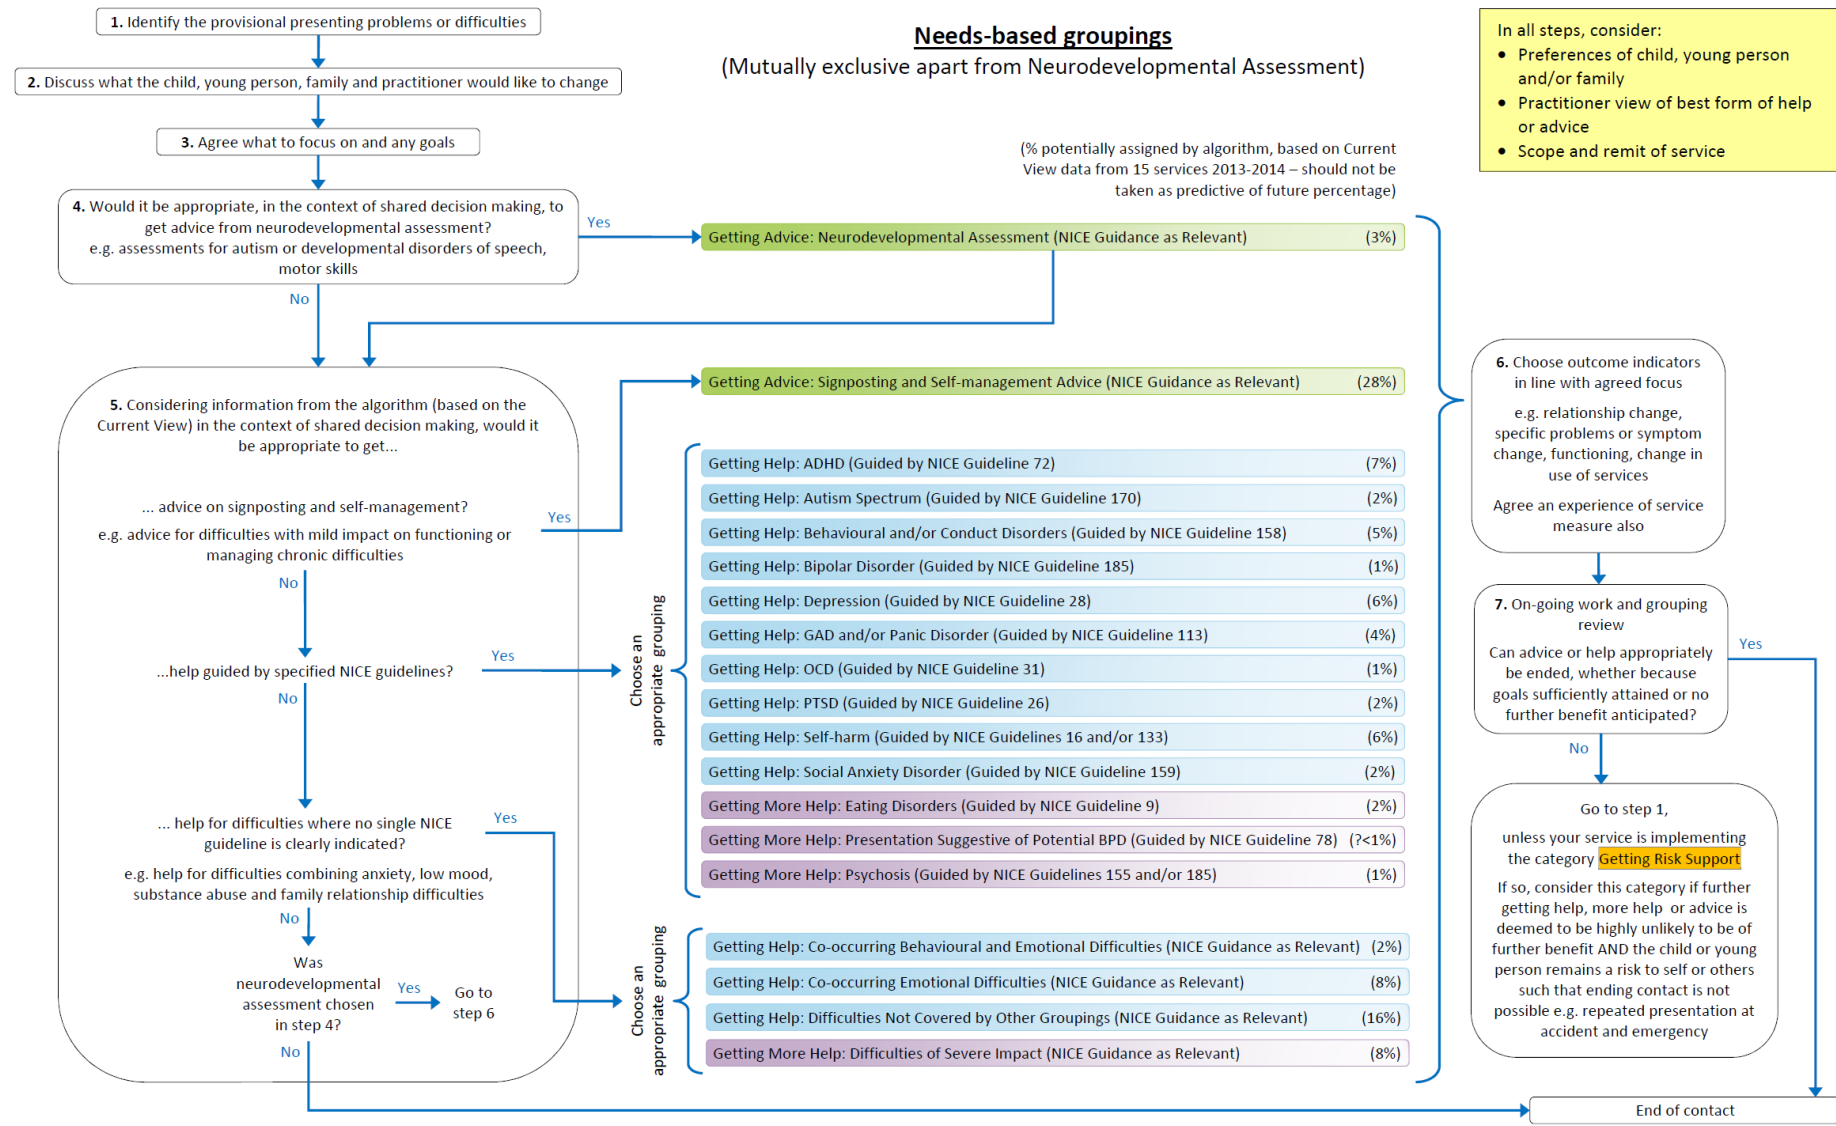 1. Identify the provisional presenting problems or difficulties
2. Discuss what the child, young person, family and practitioner would like to change
3. Agree what to focus on and any goals
4. Would it be appropriate, in the context of shared decision making, to
get advice from neurodevelopmental assessment?
e.g. assessments for autism or developmental disorders of speech,
motor skills
Yes
No
Needs-based groupings
(Mutually exclusive apart from Neurodevelopmental Assessment)
(% potentially assigned by algorithm, based on Current
View data from 15 services 2013-2014 – should not be
taken as predictive of future percentage)
In all steps, consider:
• Preferences of child, young person
and/or family
• Practitioner view of best form of help
or advice
• Scope and remit of service
Getting Advice: Neurodevelopmental Assessment (NICE Guidance as Relevant) (3%)
5. Considering information from the algorithm (based on the
Current View) in the context of shared decision making, would it
be appropriate to get...
... advice on signposting and self-management?
e.g. advice for difficulties with mild impact on functioning or
managing chronic difficulties
Yes
No
...help guided by specified NICE guidelines?
Yes
No
... help for difficulties where no single NICE
guideline is clearly indicated?
e.g. help for difficulties combining anxiety, low mood,
substance abuse and family relationship difficulties
Yes
No
Was
neurodevelopmental
assessment chosen
in step 4?
Yes
Go to
step 6
No
Getting Advice: Signposting and Self-management Advice (NICE Guidance as Relevant) (28%)
Choose an
appropriate grouping
Getting Help: ADHD (Guided by NICE Guideline 72) (7%)
Getting Help: Autism Spectrum (Guided by NICE Guideline 170) (2%)
Getting Help: Behavioural and/or Conduct Disorders (Guided by NICE Guideline 158) (5%)
Getting Help: Bipolar Disorder (Guided by NICE Guideline 185) (1%)
Getting Help: Depression (Guided by NICE Guideline 28) (6%)
Getting Help: GAD and/or Panic Disorder (Guided by NICE Guideline 113) (4%)
Getting Help: OCD (Guided by NICE Guideline 31) (1%)
Getting Help: PTSD (Guided by NICE Guideline 26) (2%)
Getting Help: Self-harm (Guided by NICE Guidelines 16 and/or 133) (6%)
Getting Help: Social Anxiety Disorder (Guided by NICE Guideline 159) (2%)
Getting More Help: Eating Disorders (Guided by NICE Guideline 9) (2%)
Getting More Help: Presentation Suggestive of Potential BPD (Guided by NICE Guideline 78) (?<1%)
Getting More Help: Psychosis (Guided by NICE Guidelines 155 and/or 185) (1%)
Choose an
appropriate grouping
Getting Help: Co-occurring Behavioural and Emotional Difficulties (NICE Guidance as Relevant) (2%)
Getting Help: Co-occurring Emotional Difficulties (NICE Guidance as Relevant) (8%)
Getting Help: Difficulties Not Covered by Other Groupings (NICE Guidance as Relevant) (16%)
Getting More Help: Difficulties of Severe Impact (NICE Guidance as Relevant) (8%)
6. Choose outcome indicators
in line with agreed focus
e.g. relationship change,
specific problems or symptom
change, functioning, change in
use of services
Agree an experience of service
measure also
7. On-going work and grouping
review
Can advice or help appropriately
be ended, whether because
goals sufficiently attained or no
further benefit anticipated?
Yes
No
Go to step 1,
unless your service is implementing
the category Getting Risk Support
If so, consider this category if further
getting help, more help or advice is
deemed to be highly unlikely to be of
further benefit AND the child or young
person remains a risk to self or others
such that ending contact is not
possible e.g. repeated presentation at
accident and emergency
End of contact